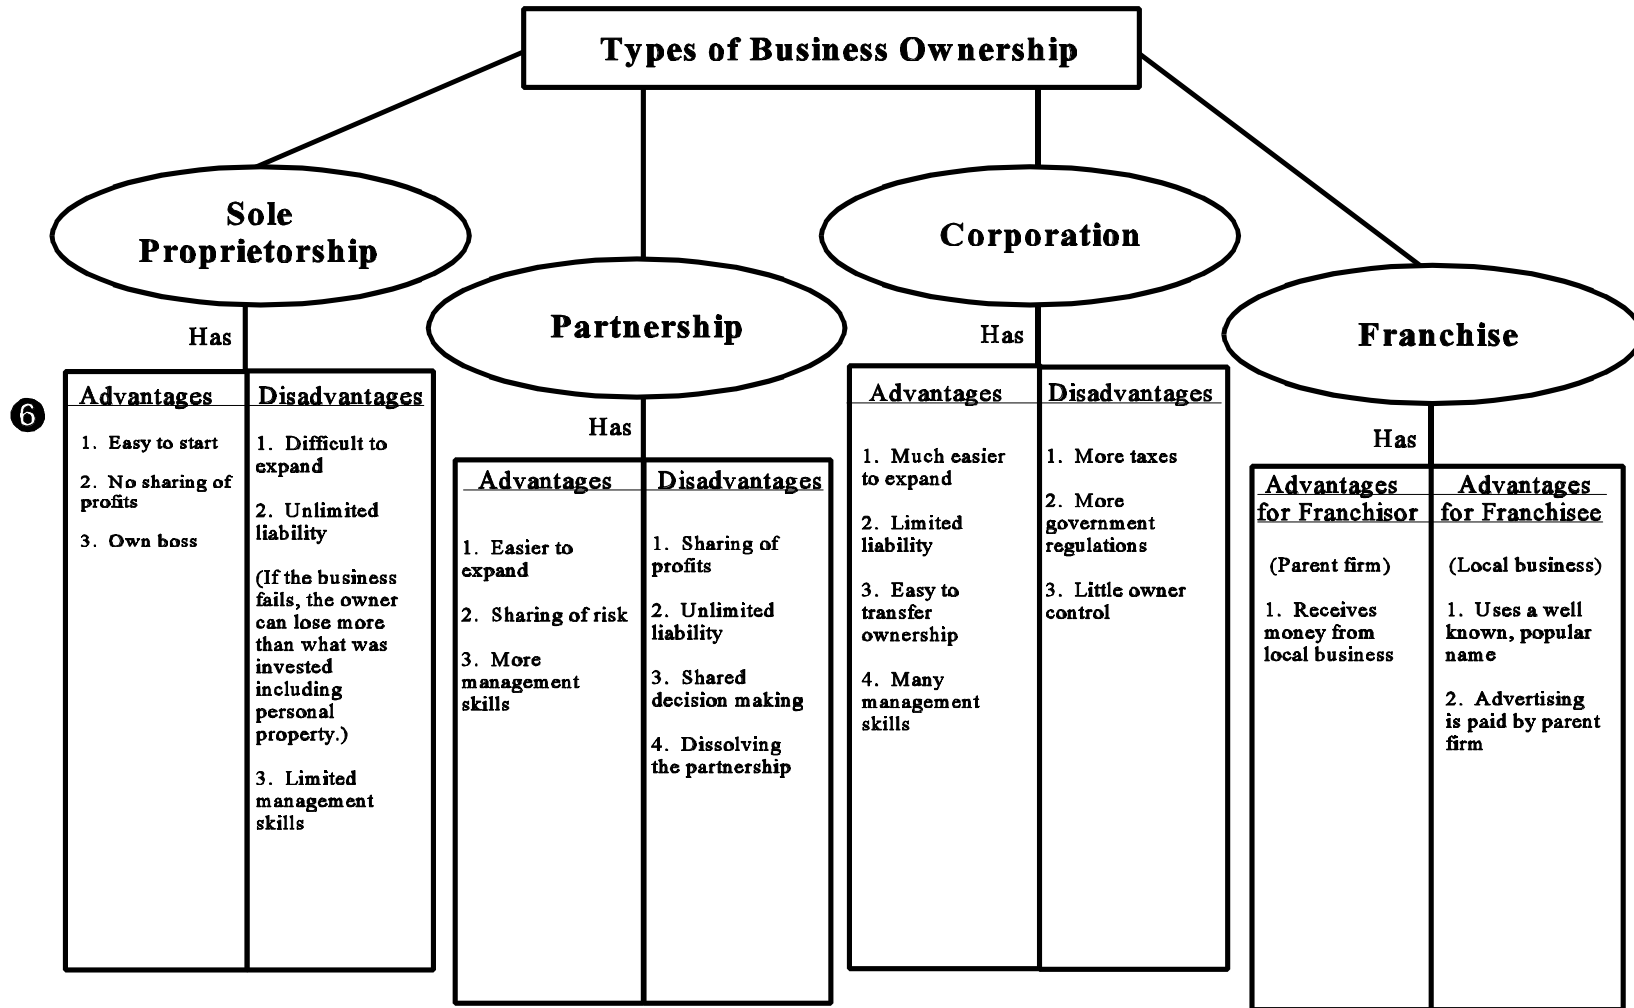 Types of Business Ownership
Sole
Proprietorship
Has
Advantages
1. Easy to start
2. No sharing of
profits
3. Own boss
Disadvantages
1. Difficult to
expand
2. Unlimited
liability
(If the business
fails, the owner
can lose more
than what was
invested
including
personal
property.)
3. Limited
management
skills
Partnership
Has
Advantages
1. Easier to
expand
2. Sharing of risk
3. More
management
skills
Disadvantages
1. Sharing of
profits
2. Unlimited
liability
3. Shared
decision making
4. Dissolving
the partnership
Corporation
Has
Advantages
1. Much easier
to expand
2. Limited
liability
3. Easy to
transfer
ownership
4. Many
management
skills
Disadvantages
1. More taxes
2. More
government
regulations
3. Little owner
control
Franchise
Has
Advantages
for Franchisor
(Parent firm)
1. Receives
money from
local business
Advantages
for Franchisee
(Local business)
1. Uses a well
known, popular
name
2. Advertising
is paid by parent
firm
6